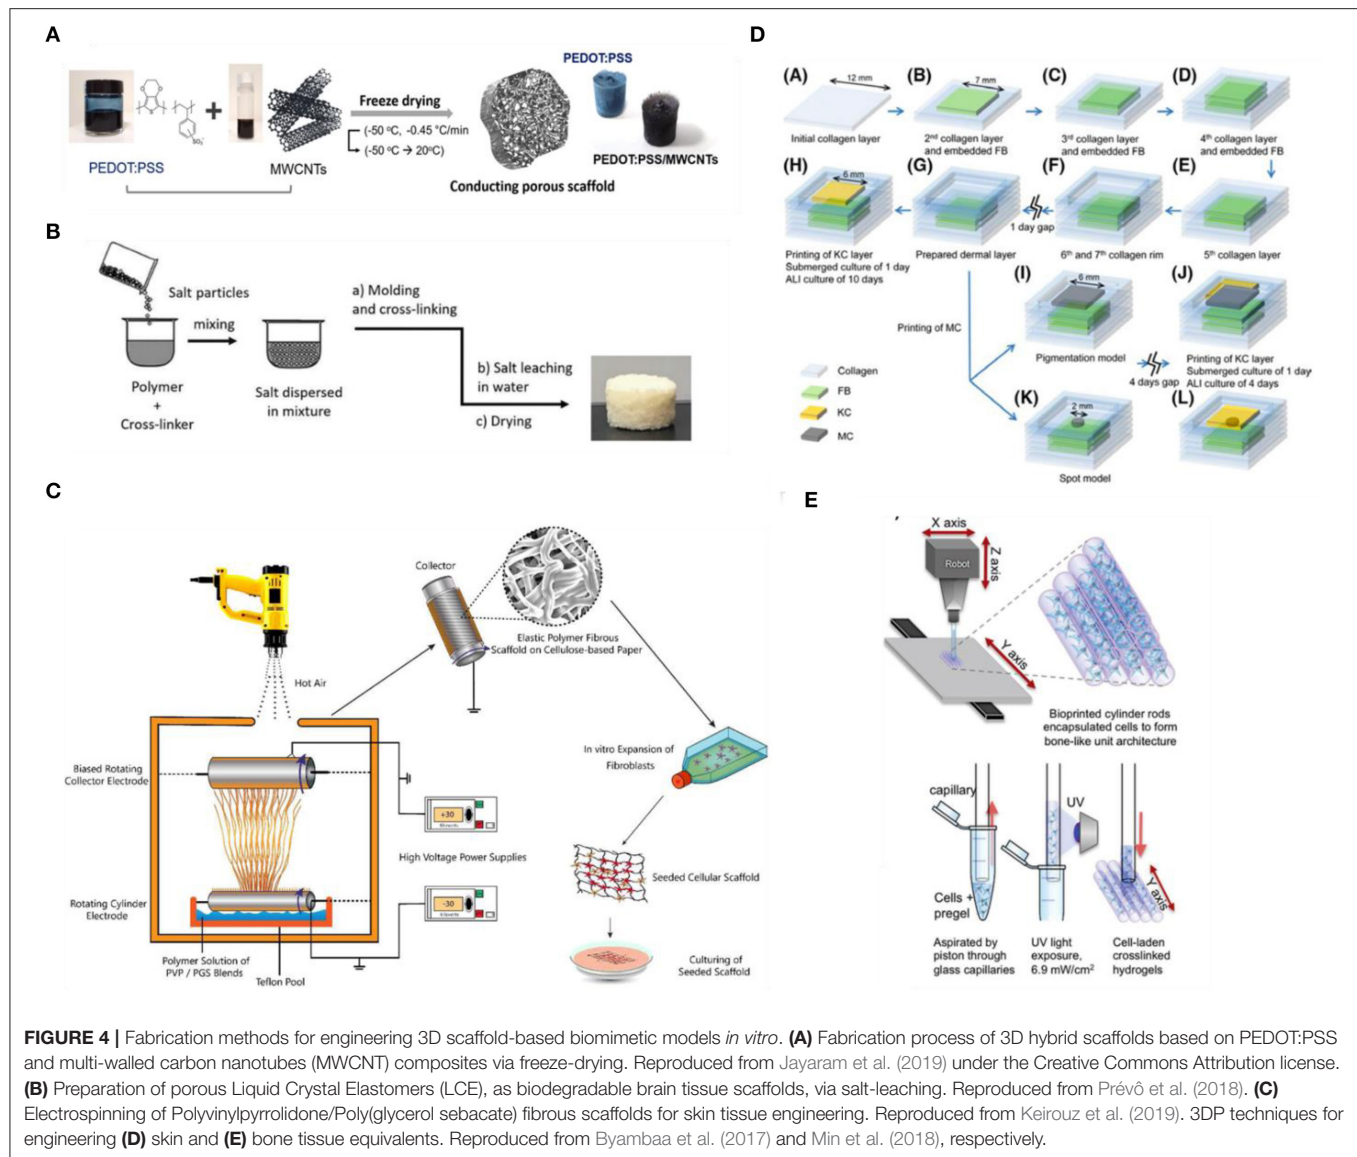 A
PEDOT:PSS
MWCNTs
Freeze drying
(-50 °C, -0.45 °C/min
(-50 °C → 20°C)
Conducting porous scaffold
PEDOT:PSS
PEDOT:PSS/MWCNTs
B
Salt particles
mixing
Polymer
+
Cross-linker
Salt dispersed
in mixture
a) Molding
and cross-linking
b) Salt leaching
in water
c) Drying
C
Hot Air
Collector
Elastic Polymer Fibrous
Scaffold on Cellulose-based Paper
Biased Rotating
Collector Electrode
+30
Rotating Cylinder
Electrode
High Voltage Power Supplies
-30
Polymer Solution of
PVP / PGS Blends
Teflon Pool
In vitro Expansion of
Fibroblasts
Seeded Cellular Scaffold
Culturing of
Seeded Scaffold
D
(A)
12 mm
Initial collagen layer
(B)
7 mm
2nd collagen layer
and embedded FB
(C)
3rd collagen layer
and embedded FB
(D)
4th collagen layer
and embedded FB
(H)
6 mm
Printing of KC layer
Submerged culture of 1 day
ALI culture of 10 days
(G)
Prepared dermal layer
1 day gap
(F)
6th and 7th collagen rim
(E)
5th collagen layer
Printing of MC
(I)
6 mm
Pigmentation model
4 days gap
(J)
Printing of KC layer
Submerged culture of 1 day
ALI culture of 4 days
Collagen
FB
KC
MC
(K)
2 mm
Spot model
(L)
E
X axis
Z axis
Robot
Y axis
Bioprinted cylinder rods
encapsulated cells to form
bone-like unit architecture
capillary
Cells +
pregel
UV
Y axis
Aspirated by
piston through
glass capillaries
UV light
exposure,
6.9 mW/cm²
Cell-laden
crosslinked
hydrogels
FIGURE 4 | Fabrication methods for engineering 3D scaffold-based biomimetic models in vitro. (A) Fabrication process of 3D hybrid scaffolds based on PEDOT:PSS
and multi-walled carbon nanotubes (MWCNT) composites via freeze-drying. Reproduced from Jayaram et al. (2019) under the Creative Commons Attribution license.
(B) Preparation of porous Liquid Crystal Elastomers (LCE), as biodegradable brain tissue scaffolds, via salt-leaching. Reproduced from Prévô et al. (2018). (C)
Electrospinning of Polyvinylpyrrolidone/Poly(glycerol sebacate) fibrous scaffolds for skin tissue engineering. Reproduced from Keirouz et al. (2019). 3DP techniques for
engineering (D) skin and (E) bone tissue equivalents. Reproduced from Byambaa et al. (2017) and Min et al. (2018), respectively.